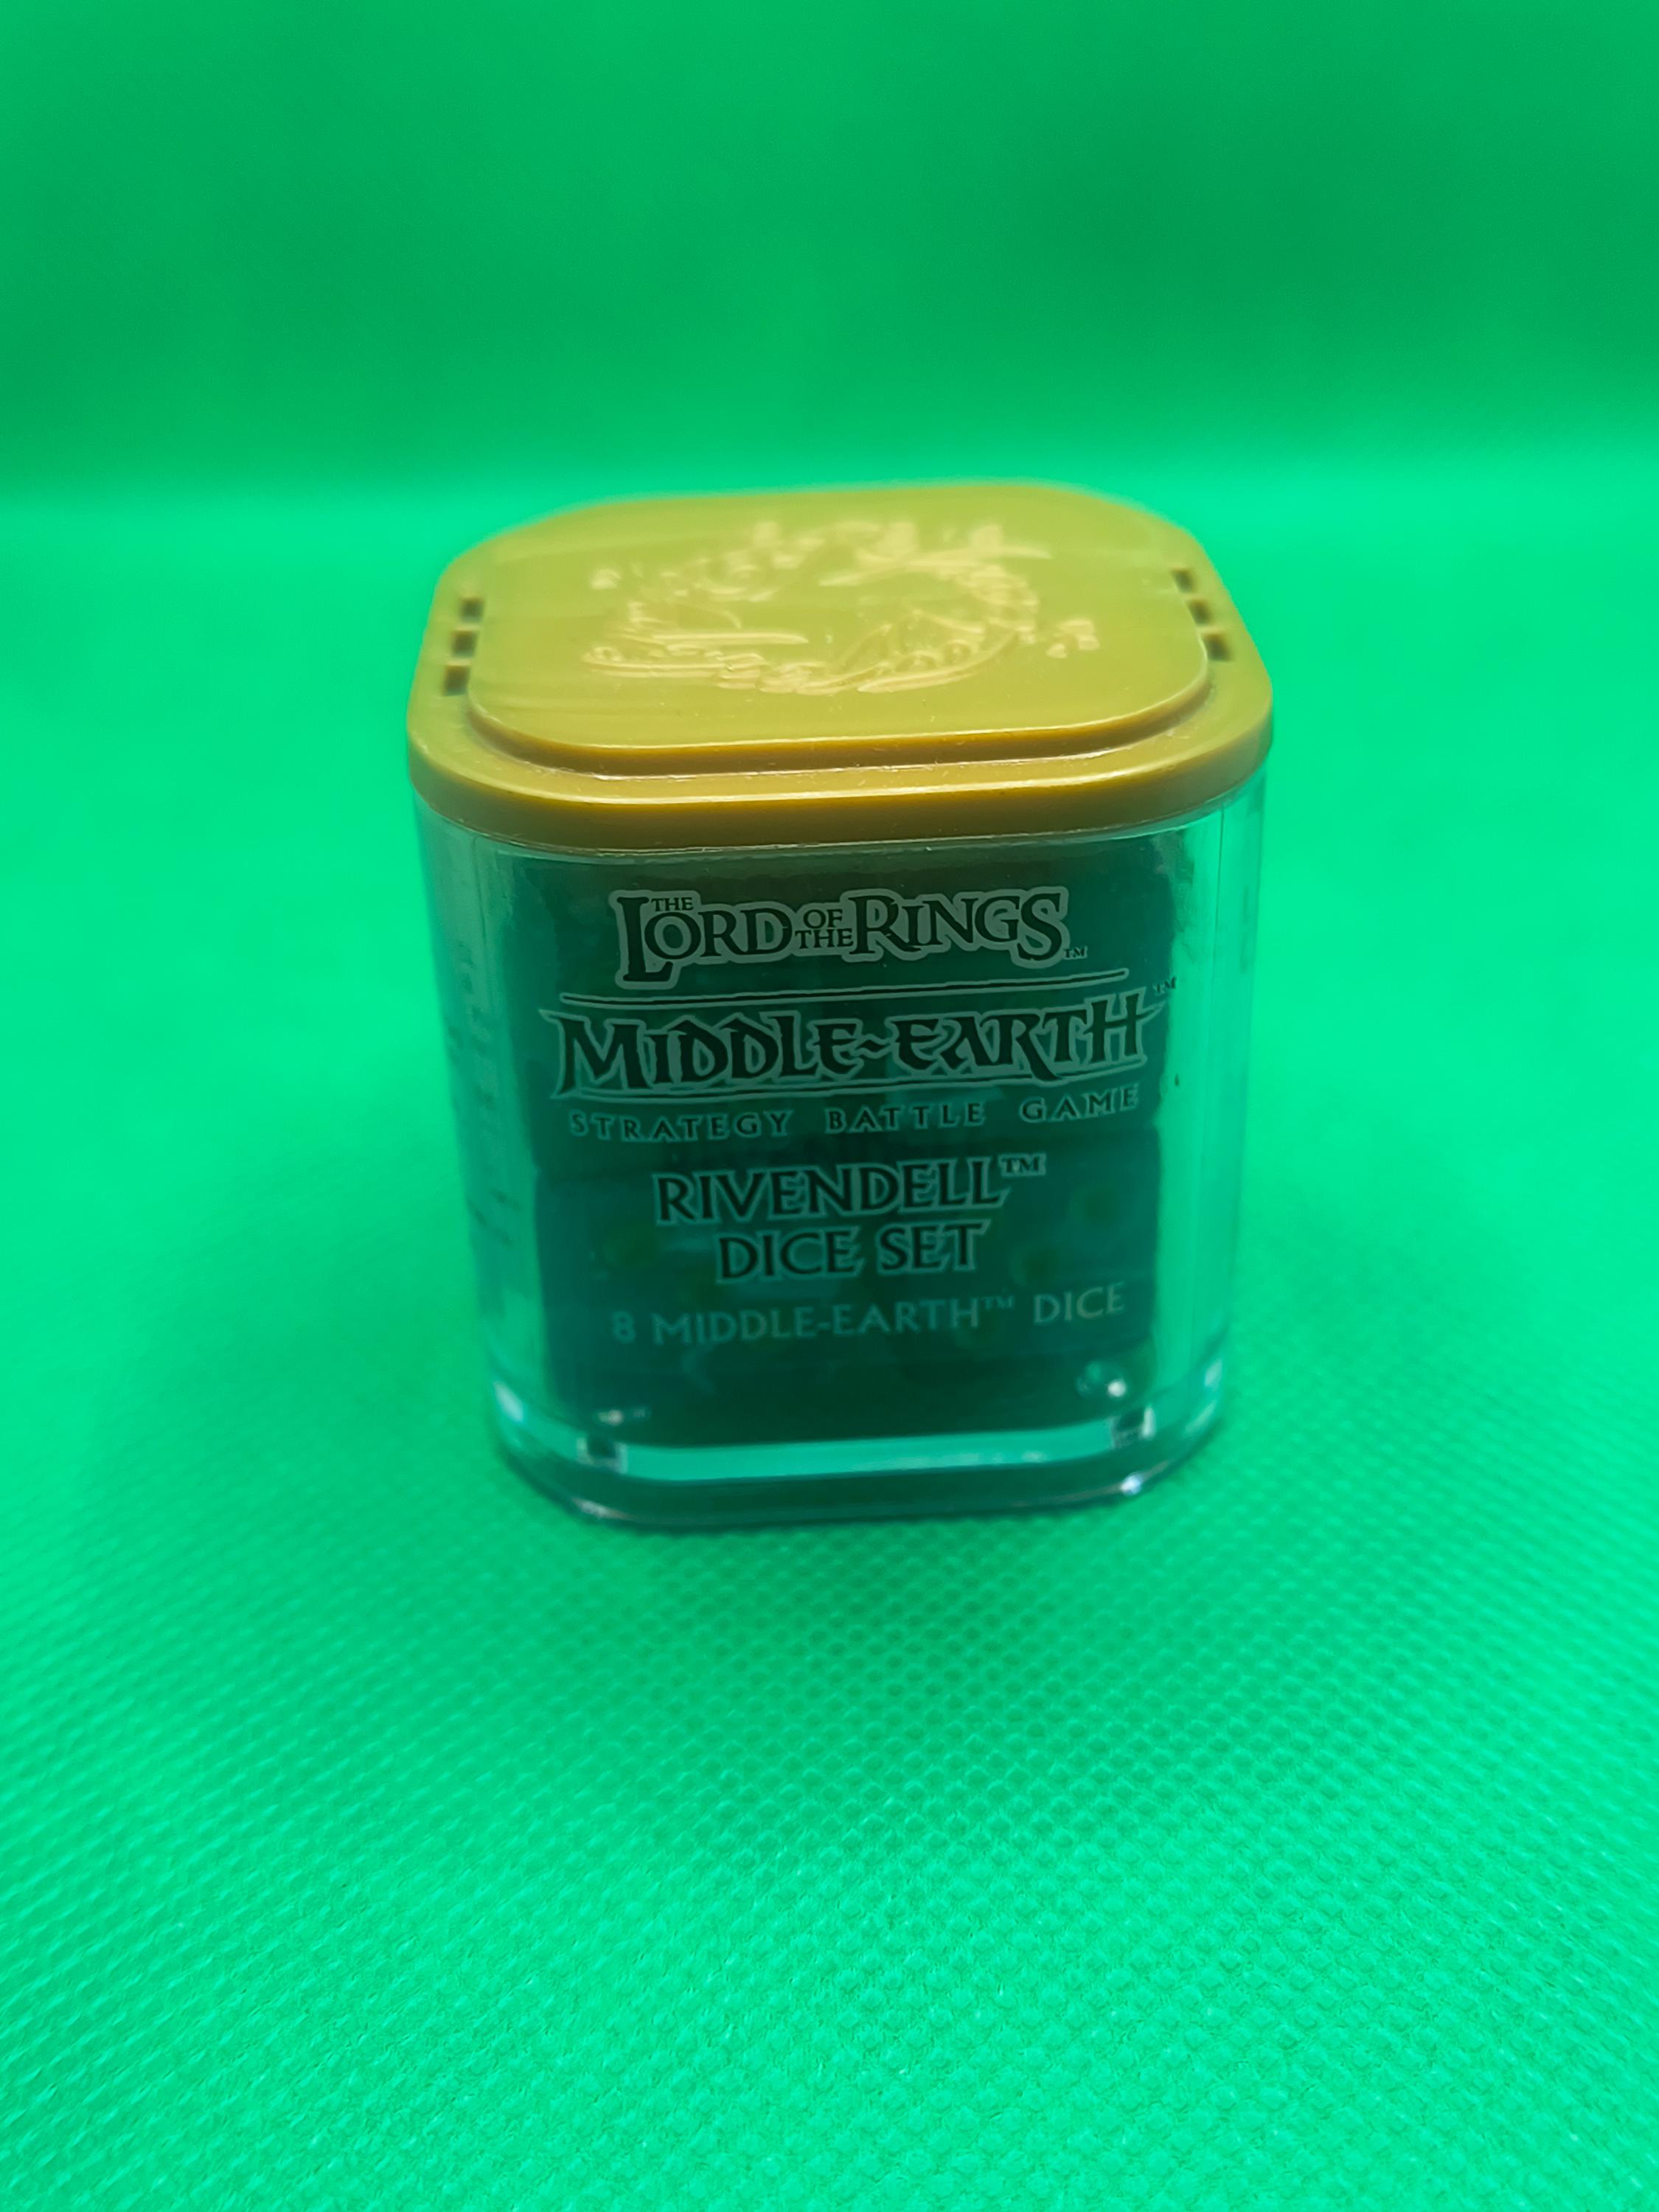 THE LORD OF THE RINGS™
MIDDLE-EARTH™
STRATEGY BATTLE GAME
RIVENDELL™
DICE SET
8 MIDDLE-EARTH™ DICE